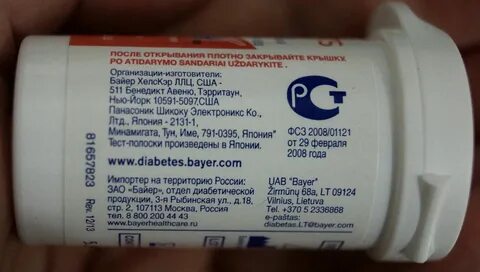 ПОСЛЕ ОТКРЫВАНИЯ ПЛОТНО ЗАКРЫВАЙТЕ КРЫШКУ.
PO ATIDARYMO SANDARIAI UŽDARYKITE.
Организации-изготовители:
Байер ХелсКэр ЛЛЦ, США -
511 Бенедикт Авеню, Тэрритаун,
Нью-Йорк 10591-5097,США
Панасоник Шикоку Электроникс Ко.,
Лтд., Япония - 2131-1,
Минамигата, Тун, Име, 791-0395, Япония"
Тест-полоски произведены в Японии.
www.diabetes.bayer.com
РСТ
ФСЗ 2008/01121
от 29 февраля
2008 года
Импортер на территорию России:
ЗАО "Байер", отдел диабетической
продукции, 3-я Рыбинская ул., д.18,
стр. 2, 107113 Москва, Россия
тел. 8 800 200 44 43
www.bayerhealthcare.ru
UAB "Bayer"
Žirmūnų 68a, LT 09124
Vilnius, Lietuva
Tel. +370 5 2336868
e-paštas:
diabetes.LT@bayer.com
81657823 Rev. 12/13